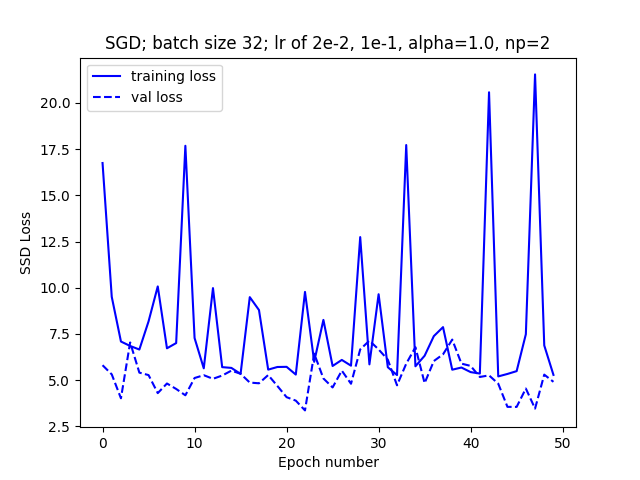 SGD; batch size 32; lr of 2e-2, 1e-1, alpha=1.0, np=2
training loss
val loss
20.0
17.5
15.0
12.5
10.0
7.5
5.0
2.5
SSD Loss
0 10 20 30 40 50
Epoch number